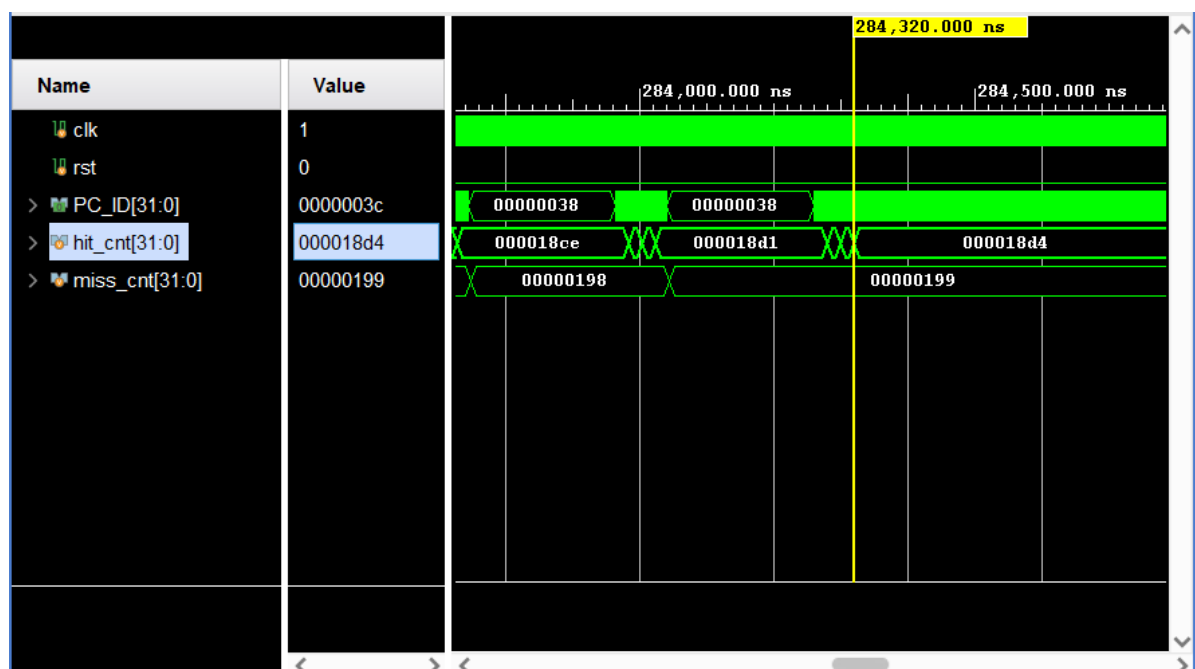 284,320.000 ns
Name Value 284,000.000 ns 284,500.000 ns
clk 1
rst 0
PC_ID[31:0] 0000003c 00000038 00000038
hit_cnt[31:0] 000018d4 000018ce 000018d1 000018d4
miss_cnt[31:0] 00000199 00000198 00000199